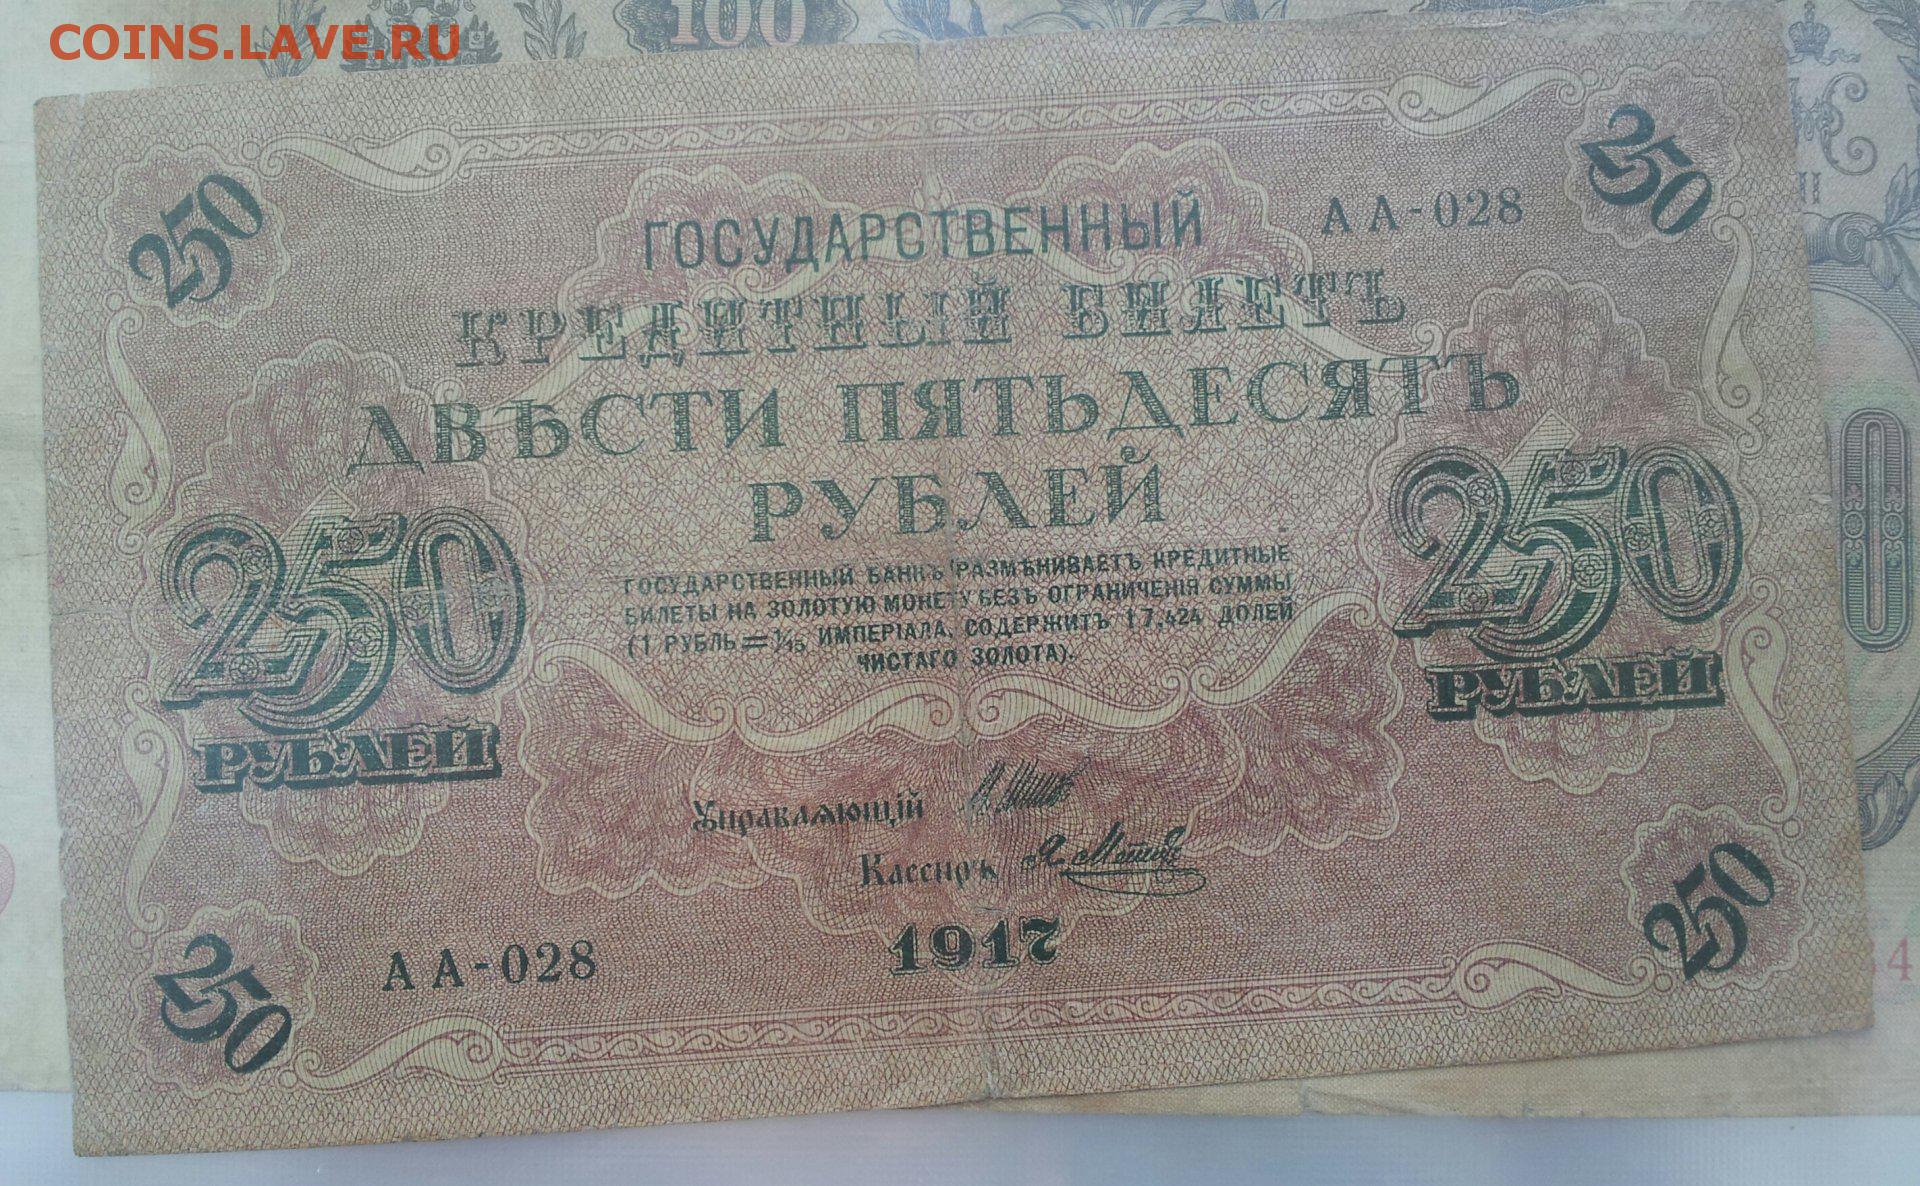 COINS.LAVE.RU
100
250
250
АА-028
ГОСУДАРСТВЕННЫЙ
КРЕДИТНЫЙ БИЛЕТЪ
ДВѢСТИ ПЯТЬДЕСЯТЪ
РУБЛЕЙ
250
РУБЛЕЙ
250
РУБЛЕЙ
ГОСУДАРСТВЕННЫЙ БАНКЪ РАЗМѢНИВАЕТЪ КРЕДИТНЫЕ
БИЛЕТЫ НА ЗОЛОТУЮ МОНЕТУ БЕЗЪ ОГРАНИЧЕНІЯ СУММЫ
(1 РУБЛЬ = 1/15 ИМПЕРІАЛА, СОДЕРЖИТЪ 17,424 ДОЛЕЙ
ЧИСТАГО ЗОЛОТА).
Управляющій
Кассиръ
1917
АА-028
250
250